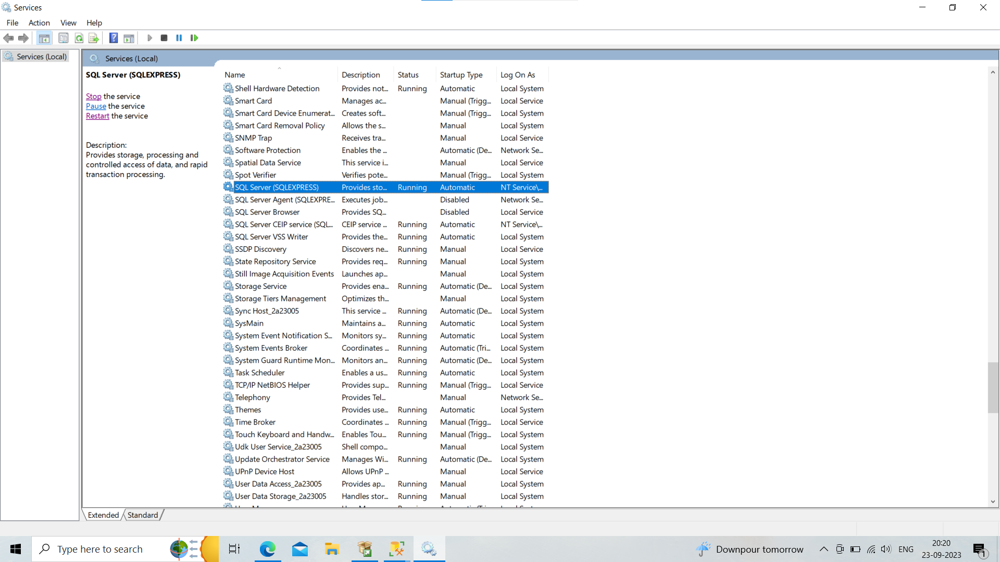 Services
File Action View Help
Services (Local)
Services (Local)
SQL Server (SQLEXPRESS)
Stop the service
Pause the service
Restart the service
Description:
Provides storage, processing and
controlled access of data, and rapid
transaction processing.
Name Description Status Startup Type Log On As
Shell Hardware Detection Provides not... Running Automatic Local System
Smart Card Manages ac... Manual (Trigg... Local Service
Smart Card Device Enumerat... Creates soft... Manual (Trigg... Local System
Smart Card Removal Policy Allows the s... Manual Local System
SNMP Trap Receives tra... Manual Local Service
Software Protection Enables the ... Automatic (De... Network Se...
Spatial Data Service This service i... Manual Local Service
Spot Verifier Verifies pote... Manual (Trigg... Local System
SQL Server (SQLEXPRESS) Provides sto... Running Automatic NT Service\...
SQL Server Agent (SQLEXPRE... Executes job... Disabled Network Se...
SQL Server Browser Provides SQ... Disabled Local Service
SQL Server CEIP service (SQL... CEIP service ... Running Automatic NT Service\...
SQL Server VSS Writer Provides the... Running Automatic Local System
SSDP Discovery Discovers ne... Running Manual Local Service
State Repository Service Provides req... Running Manual Local System
Still Image Acquisition Events Launches ap... Manual Local System
Storage Service Provides ena... Running Automatic (De... Local System
Storage Tiers Management Optimizes th... Manual Local System
Sync Host_2a23005 This service ... Running Automatic (De... Local System
SysMain Maintains a... Running Automatic Local System
System Event Notification S... Monitors sy... Running Automatic Local System
System Events Broker Coordinates ... Running Automatic (Tri... Local System
System Guard Runtime Mon... Monitors an... Running Automatic (De... Local System
Task Scheduler Enables a us... Running Automatic Local System
TCP/IP NetBIOS Helper Provides sup... Running Manual (Trigg... Local Service
Telephony Provides Tel... Manual Network Se...
Themes Provides use... Running Automatic Local System
Time Broker Coordinates ... Running Manual (Trigg... Local Service
Touch Keyboard and Handw... Enables Tou... Running Manual (Trigg... Local System
Udk User Service_2a23005 Shell compo... Manual Local System
Update Orchestrator Service Manages Wi... Running Automatic (De... Local System
UPnP Device Host Allows UPnP ... Manual Local Service
User Data Access_2a23005 Provides ap... Running Manual Local System
User Data Storage_2a23005 Handles stor... Running Manual Local System
Extended Standard
Type here to search
Downpour tomorrow
ENG
20:20
23-09-2023
1